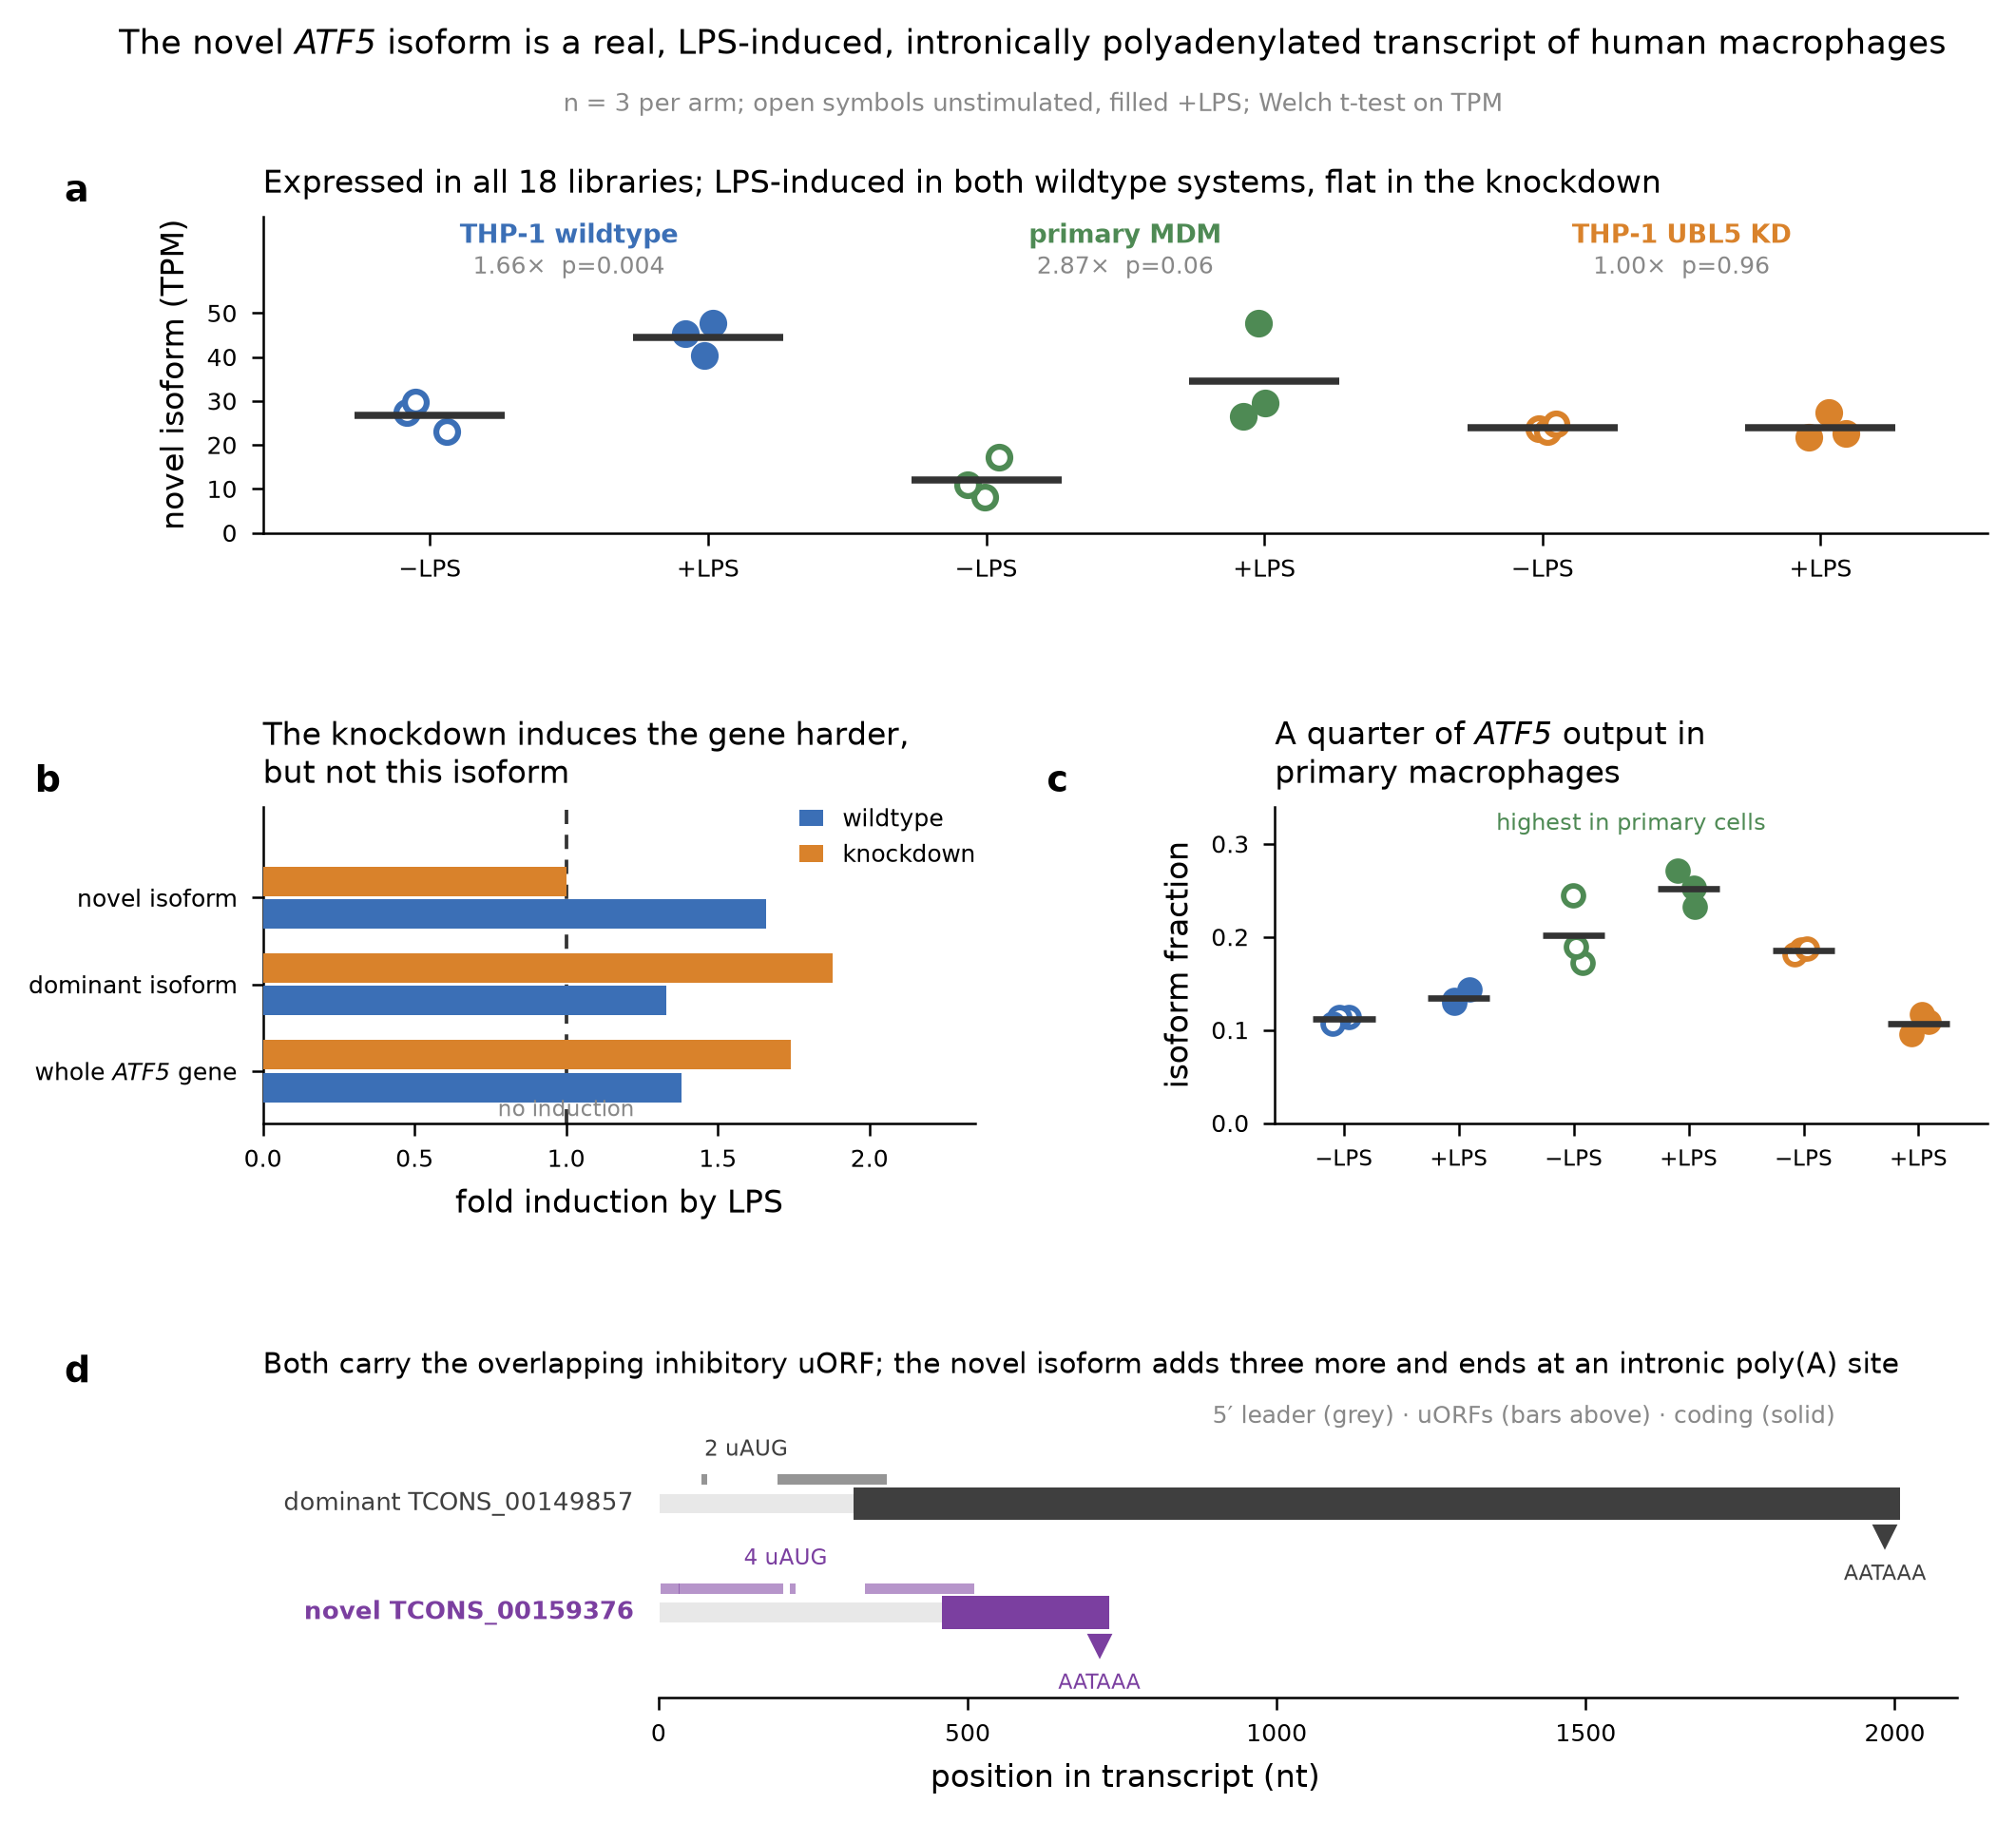 The novel ATF5 isoform is a real, LPS-induced, intronically polyadenylated transcript of human macrophages
n = 3 per arm; open symbols unstimulated, filled +LPS; Welch t-test on TPM
a
Expressed in all 18 libraries; LPS-induced in both wildtype systems, flat in the knockdown
THP-1 wildtype
1.66× p=0.004
primary MDM
2.87× p=0.06
THP-1 UBL5 KD
1.00× p=0.96
novel isoform (TPM)
50
40
30
20
10
0
−LPS
+LPS
−LPS
+LPS
−LPS
+LPS
b
The knockdown induces the gene harder,
but not this isoform
wildtype
knockdown
novel isoform
dominant isoform
whole ATF5 gene
no induction
0.0
0.5
1.0
1.5
2.0
fold induction by LPS
c
A quarter of ATF5 output in
primary macrophages
highest in primary cells
isoform fraction
0.3
0.2
0.1
0.0
−LPS
+LPS
−LPS
+LPS
−LPS
+LPS
d
Both carry the overlapping inhibitory uORF; the novel isoform adds three more and ends at an intronic poly(A) site
5′ leader (grey) · uORFs (bars above) · coding (solid)
2 uAUG
dominant TCONS_00149857
AATAAA
4 uAUG
novel TCONS_00159376
AATAAA
0
500
1000
1500
2000
position in transcript (nt)